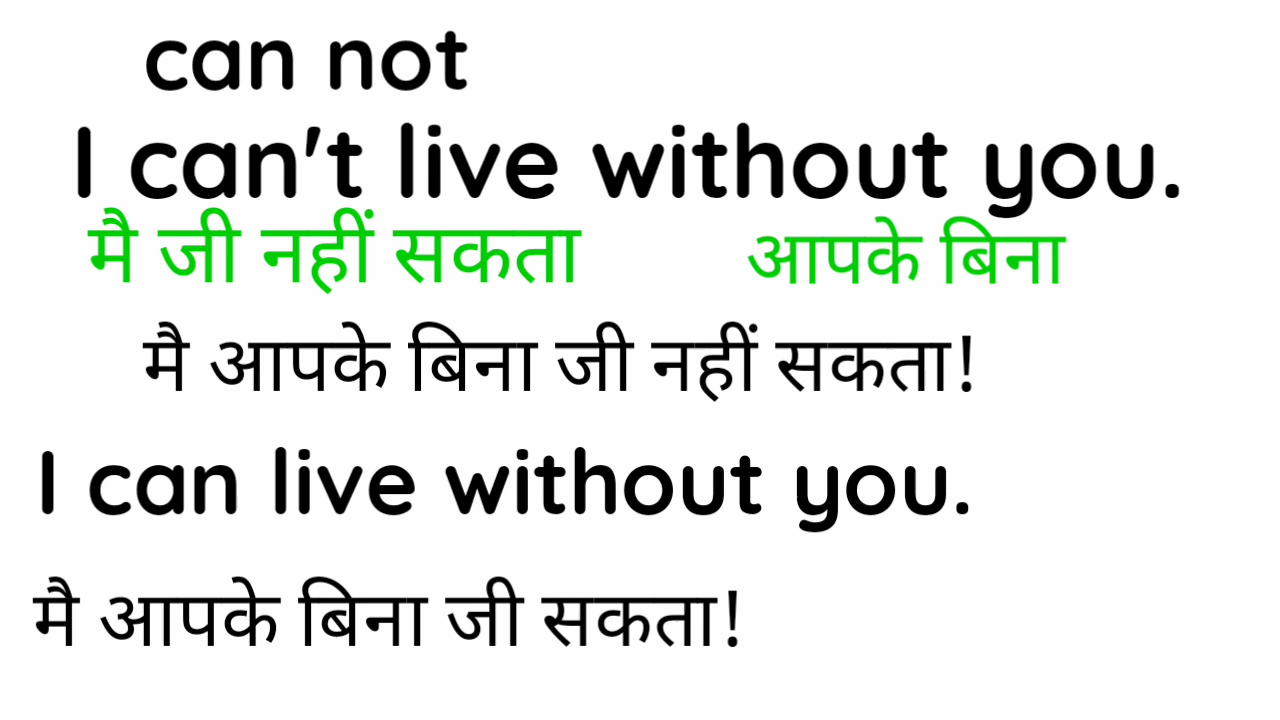 can not
I can't live without you.
मै जी नहीं सकता आपके बिना
मै आपके बिना जी नहीं सकता!
I can live without you.
मै आपके बिना जी सकता!